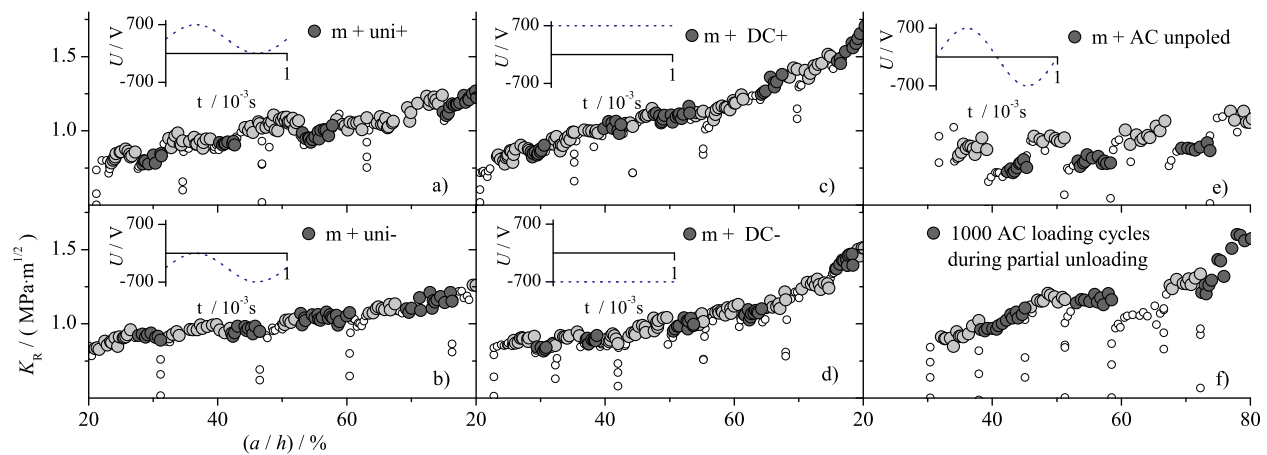 700
-700
U / V
1
t / 10⁻³s
m + uni+
1.5
1.0
a)
700
-700
U / V
1
t / 10⁻³s
m + DC+
c)
700
-700
U / V
1
t / 10⁻³s
m + AC unpoled
e)
K_R / ( MPa·m^1/2)
700
-700
U / V
1
t / 10⁻³s
m + uni-
1.5
1.0
b)
700
-700
U / V
1
t / 10⁻³s
m + DC-
d)
1000 AC loading cycles
during partial unloading
f)
20 40 60 20 40 60 20 40 60 80
(a / h) / %